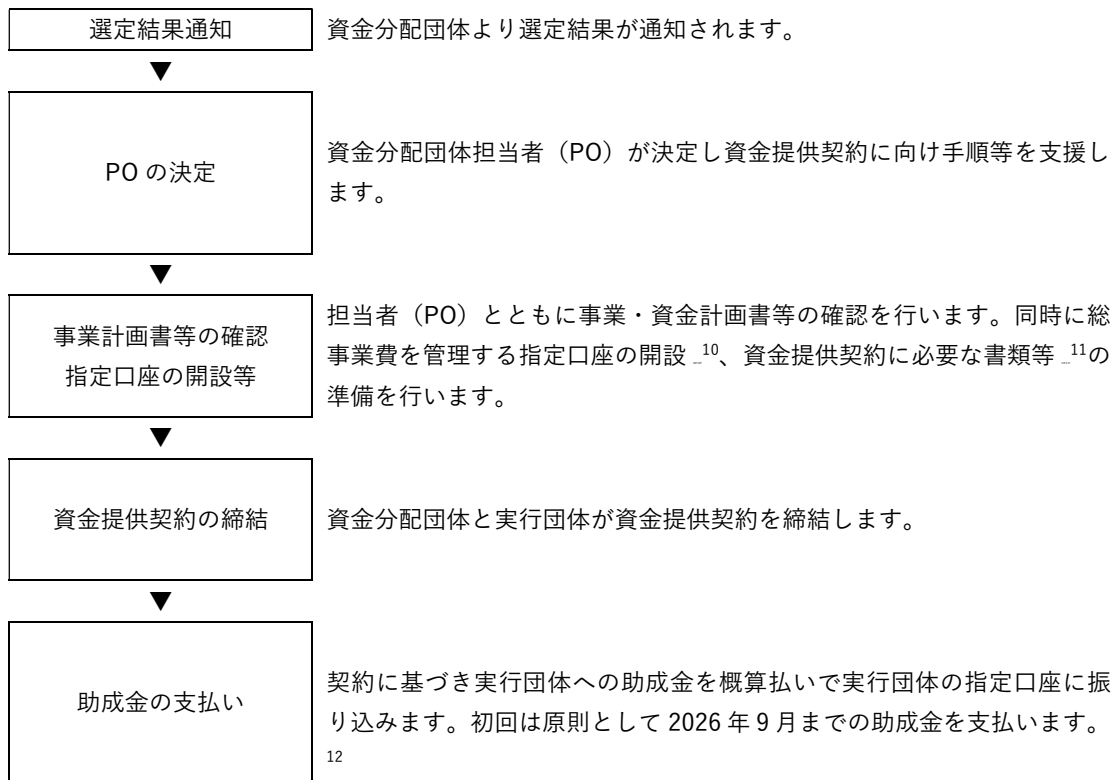 選定結果通知
資金分配団体より選定結果が通知されます。
▼
PO の決定
資金分配団体担当者（PO）が決定し資金提供契約に向け手順等を支援し
ます。
▼
事業計画書等の確認
指定口座の開設等
担当者（PO）とともに事業・資金計画書等の確認を行います。同時に総
事業費を管理する指定口座の開設 10、資金提供契約に必要な書類等 11の
準備を行います。
▼
資金提供契約の締結
資金分配団体と実行団体が資金提供契約を締結します。
▼
助成金の支払い
契約に基づき実行団体への助成金を概算払いで実行団体の指定口座に振
り込みます。初回は原則として 2026 年 9 月までの助成金を支払います。
12